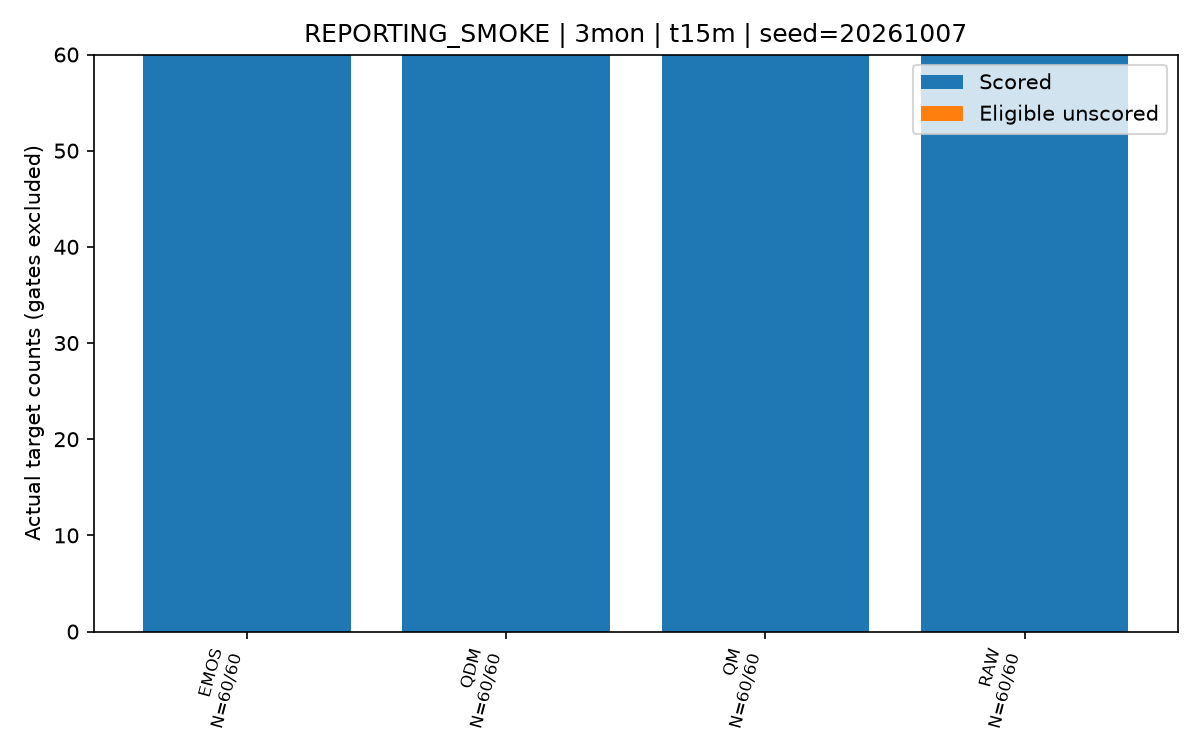 REPORTING_SMOKE | 3mon | t15m | seed=20261007
Scored
Eligible unscored
Actual target counts (gates excluded)
60
50
40
30
20
10
0
EMOS
N=60/60
QDM
N=60/60
QM
N=60/60
RAW
N=60/60